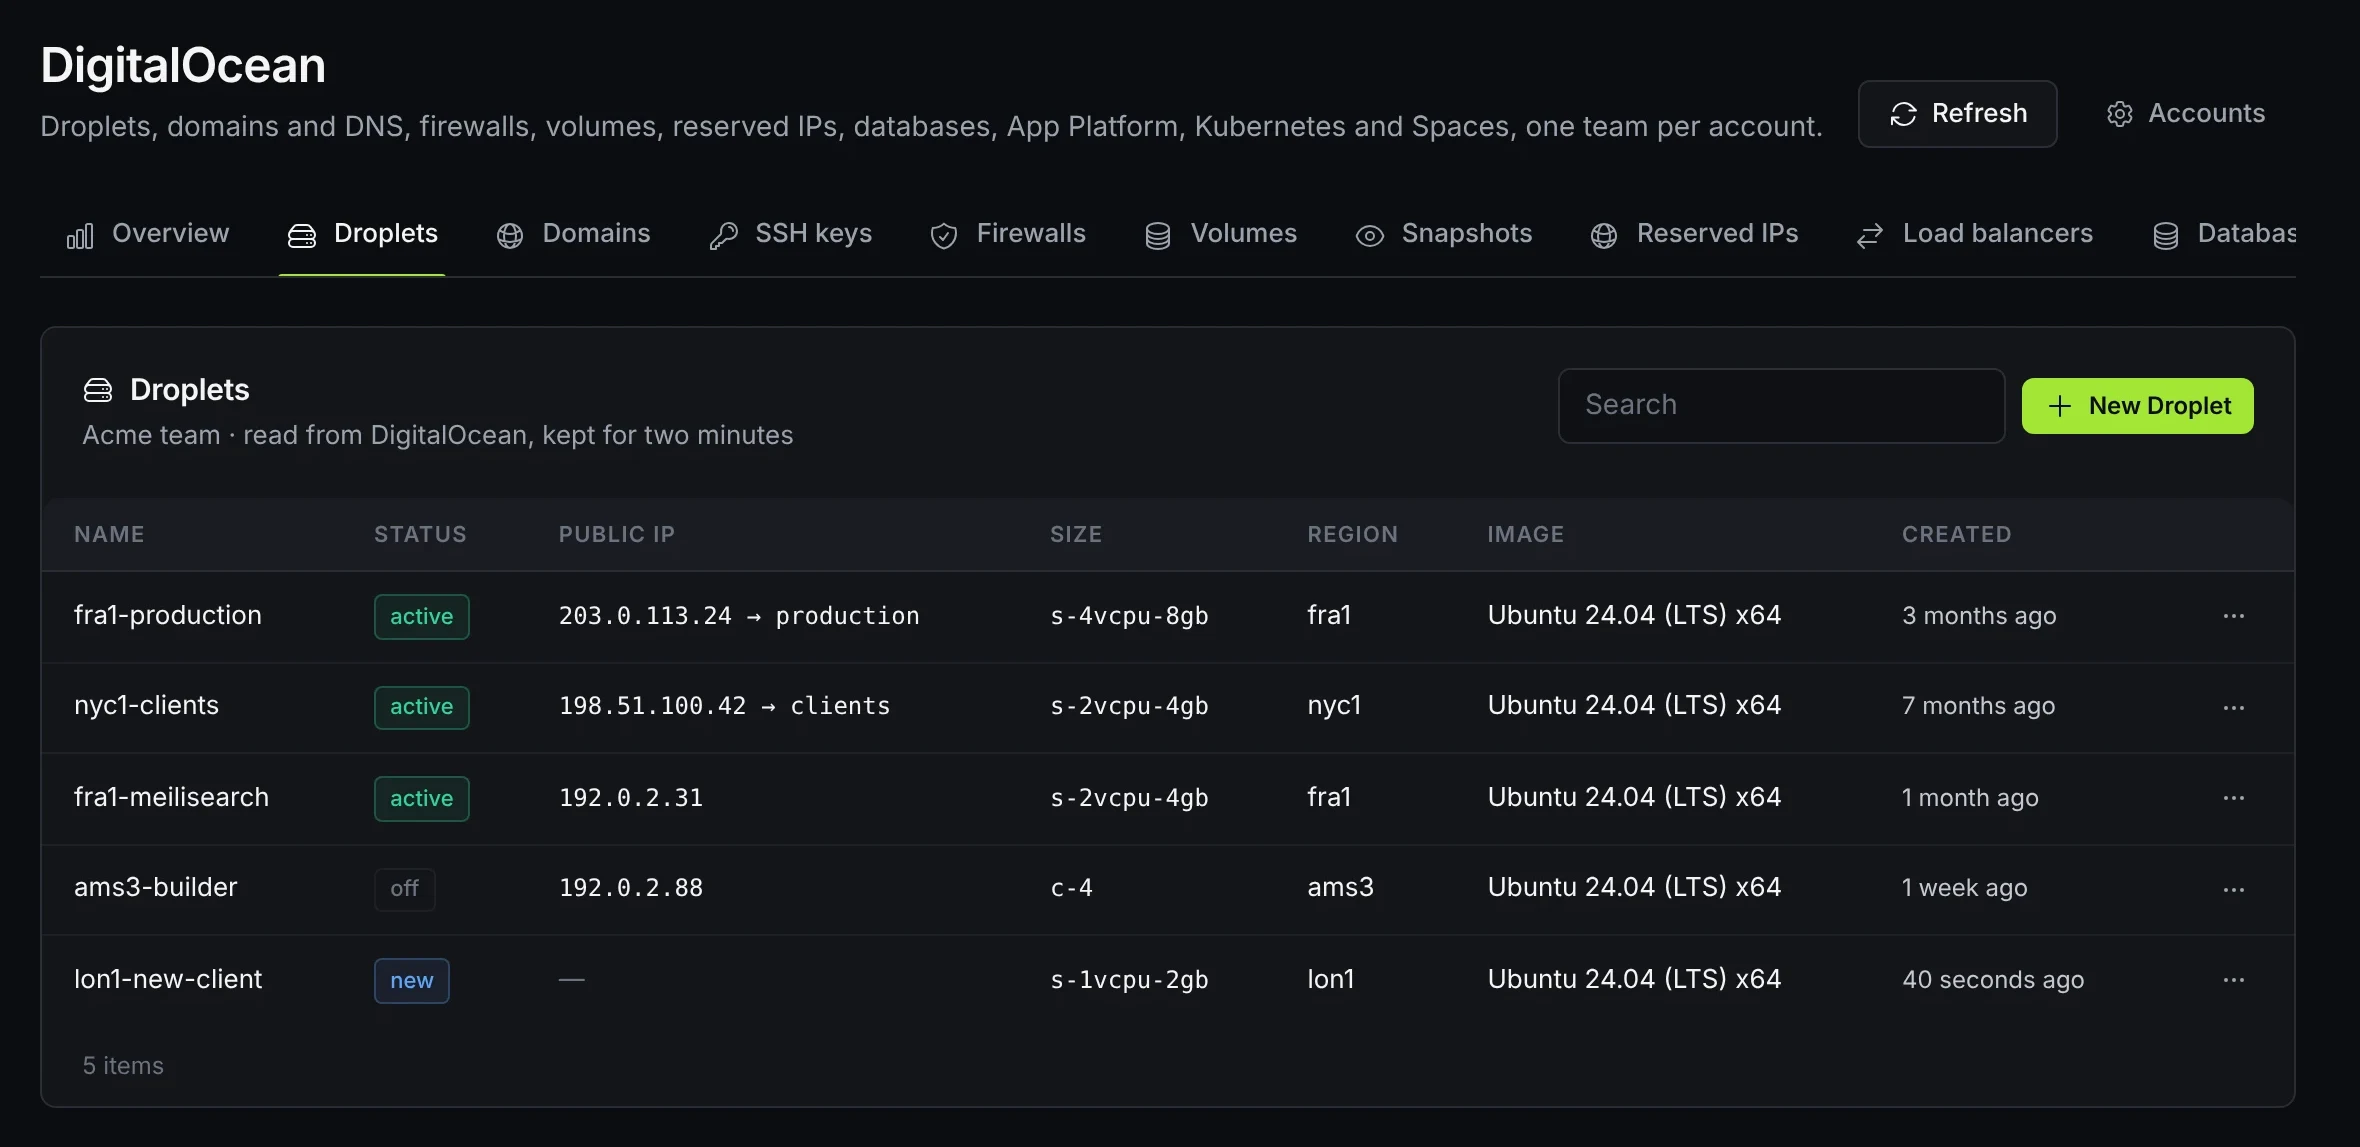 DigitalOcean
Droplets, domains and DNS, firewalls, volumes, reserved IPs, databases, App Platform, Kubernetes and Spaces, one team per account.
Refresh
Accounts
Overview
Droplets
Domains
SSH keys
Firewalls
Volumes
Snapshots
Reserved IPs
Load balancers
Databas
Droplets
Acme team · read from DigitalOcean, kept for two minutes
Search
New Droplet
NAME STATUS PUBLIC IP SIZE REGION IMAGE CREATED
fra1-production active 203.0.113.24 → production s-4vcpu-8gb fra1 Ubuntu 24.04 (LTS) x64 3 months ago
nyc1-clients active 198.51.100.42 → clients s-2vcpu-4gb nyc1 Ubuntu 24.04 (LTS) x64 7 months ago
fra1-meilisearch active 192.0.2.31 s-2vcpu-4gb fra1 Ubuntu 24.04 (LTS) x64 1 month ago
ams3-builder off 192.0.2.88 c-4 ams3 Ubuntu 24.04 (LTS) x64 1 week ago
lon1-new-client new — s-1vcpu-2gb lon1 Ubuntu 24.04 (LTS) x64 40 seconds ago
5 items